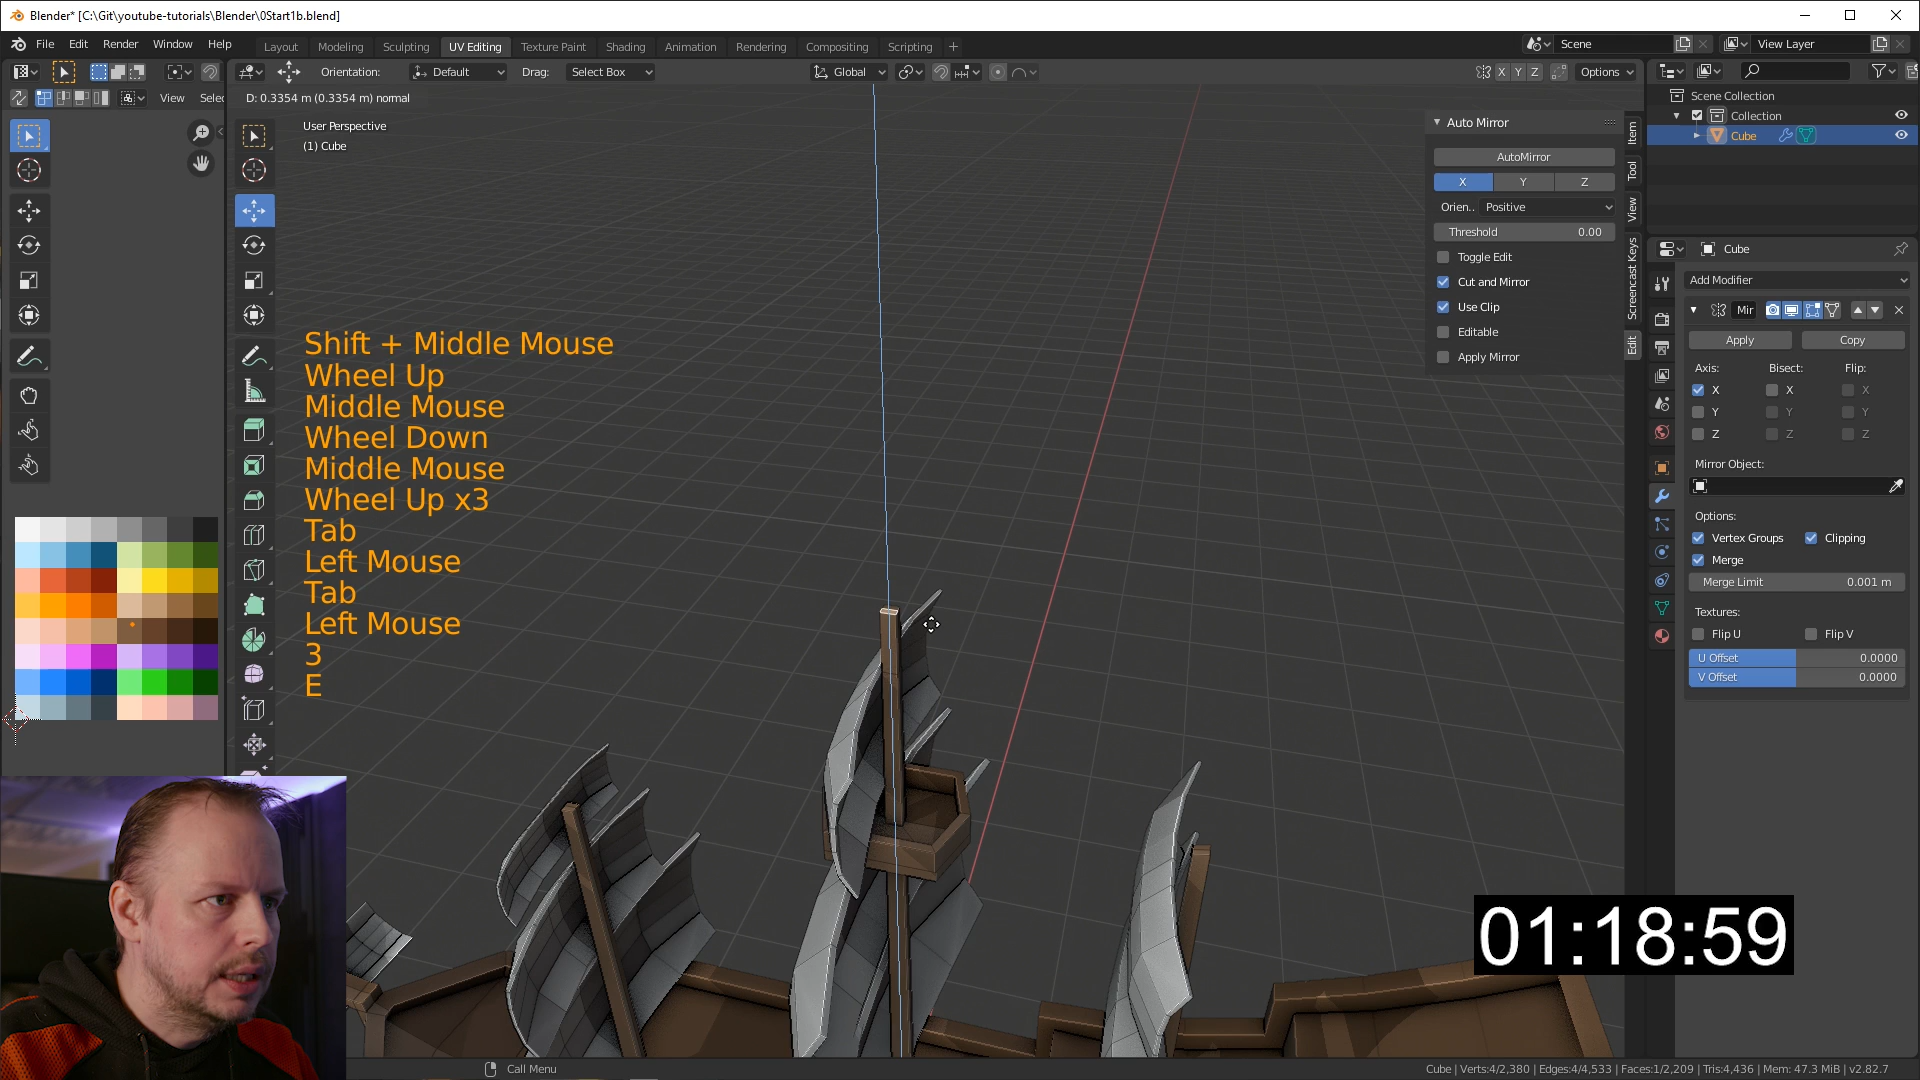 Blender* [C:\Git\youtube-tutorials\Blender\0Start1b.blend]
File Edit Render Window Help
Layout Modeling Sculpting UV Editing Texture Paint Shading Animation Rendering Compositing Scripting +
Scene
View Layer
Orientation: Default Drag: Select Box
Global
X Y Z
Options
View
Selec
D: 0.3354 m (0.3354 m) normal
User Perspective
(1) Cube
Auto Mirror
AutoMirror
X Y Z
Orien.. Positive
Threshold 0.00
Toggle Edit
Cut and Mirror
Use Clip
Editable
Apply Mirror
Item
Tool
View
Screencast Keys
Edit
Shift + Middle Mouse
Wheel Up
Middle Mouse
Wheel Down
Middle Mouse
Wheel Up x3
Tab
Left Mouse
Tab
Left Mouse
3
E
Scene Collection
Collection
Cube
Cube
Add Modifier
Mir
Apply Copy
Axis: Bisect: Flip:
X X X
Y Y Y
Z Z Z
Mirror Object:
Options:
Vertex Groups Clipping
Merge
Merge Limit 0.001 m
Textures:
Flip U Flip V
U Offset 0.0000
V Offset 0.0000
01:18:59
Call Menu
Cube | Verts:4/2,380 | Edges:4/4,533 | Faces:1/2,209 | Tris:4,436 | Mem: 47.3 MiB | v2.82.7